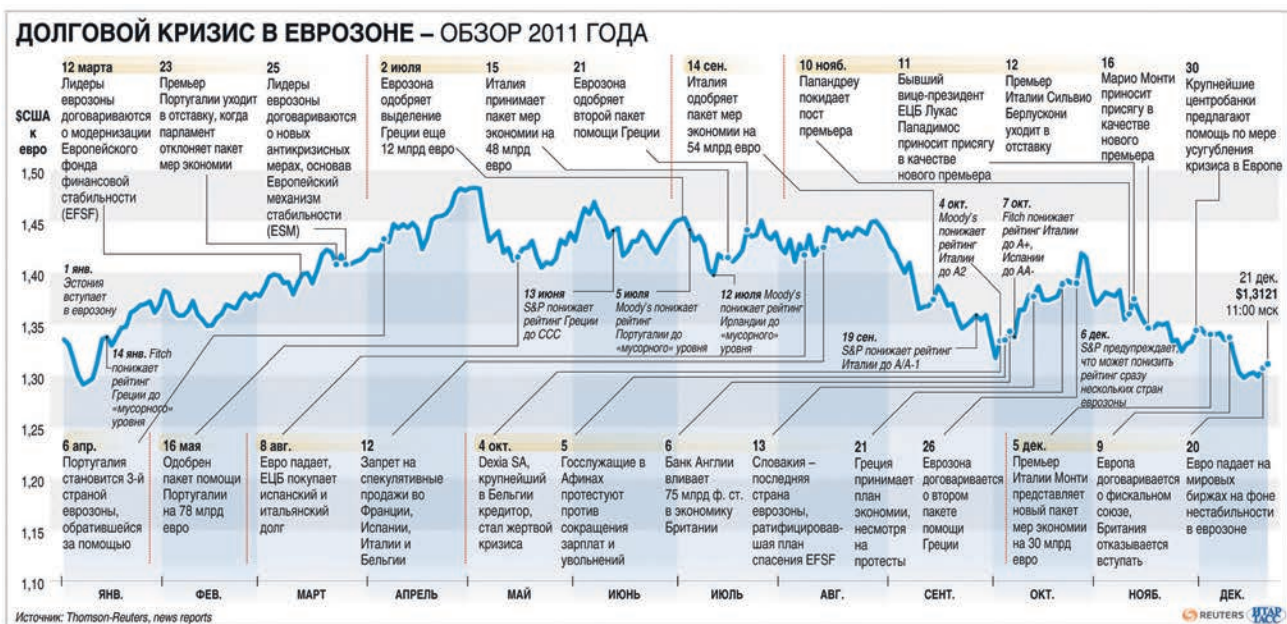 ДОЛГОВОЙ КРИЗИС В ЕВРОЗОНЕ – ОБЗОР 2011 ГОДА
$США
к
евро
12 марта
Лидеры
еврозоны
договариваются
о модернизации
Европейского
фонда
финансовой
стабильности
(EFSF)
23
Премьер
Португалии уходит
в отставку, когда
парламент
отклоняет пакет
мер экономии
25
Лидеры
еврозоны
договариваются
о новых
антикризисных
мерах, основав
Европейский
механизм
стабильности
(ESM)
2 июля
Еврозона
одобряет
выделение
Греции еще
12 млрд евро
15
Италия
принимает
пакет мер
экономии на
48 млрд
евро
21
Еврозона
одобряет
второй пакет
помощи Греции
14 сен.
Италия
одобряет
пакет мер
экономии на
54 млрд евро
10 нояб.
Папандреу
покидает
пост
премьера
11
Бывший
вице-президент
ЕЦБ Лукас
Пападимос
приносит присягу
в качестве
нового премьера
12
Премьер
Италии Сильвио
Берлускони
уходит в
отставку
16
Марио Монти
приносит
присягу в
качестве
нового
премьера
30
Крупнейшие
центробанки
предлагают
помощь по мере
усугубления
кризиса в Европе
1,50
1,45
1,40
1,35
1,30
1,25
1,20
1,15
1,10
1 янв.
Эстония
вступает
в еврозону
14 янв. Fitch
понижает
рейтинг
Греции до
«мусорного»
уровня
13 июня
S&P понижает
рейтинг Греции
до ССС
5 июля
Moody's понижает
рейтинг
Португалии до
«мусорного» уровня
12 июля Moody's
понижает рейтинг
Ирландии до
«мусорного»
уровня
19 сен.
S&P понижает рейтинг
Италии до A/A-1
4 окт.
Moody's
понижает
рейтинг
Италии
до A2
7 окт.
Fitch понижает
рейтинг Италии
до A+,
Испании
до AA-
6 дек.
S&P предупреждает,
что может понизить
рейтинг сразу
нескольких стран
еврозоны
21 дек.
$1,3121
11:00 мск
6 апр.
Португалия
становится 3-й
страной
еврозоны,
обратившейся
за помощью
16 мая
Одобрен
пакет помощи
Португалии
на 78 млрд
евро
8 авг.
Евро падает,
ЕЦБ покупает
испанский и
итальянский
долг
12
Запрет на
спекулятивные
продажи во
Франции,
Испании,
Италии и
Бельгии
4 окт.
Dexia SA,
крупнейший
в Бельгии
кредитор,
стал жертвой
кризиса
5
Госслужащие в
Афинах
протестуют
против
сокращения
зарплат и
увольнений
6
Банк Англии
вливает
75 млрд ф. ст.
в экономику
Британии
13
Словакия –
последняя
страна
еврозоны,
ратифицировав-
шая план
спасения EFSF
21
Греция
принимает
план
экономии,
несмотря
на
протесты
26
Еврозона
договаривается
о втором
пакете
помощи
Греции
5 дек.
Премьер
Италии Монти
представляет
новый пакет
мер экономии
на 30 млрд
евро
9
Европа
договаривается
о фискальном
союзе,
Британия
отказывается
вступать
20
Евро падает на
мировых
биржах на фоне
нестабильности
в еврозоне
ЯНВ. ФЕВ. МАРТ АПРЕЛЬ МАЙ ИЮНЬ ИЮЛЬ АВГ. СЕНТ. ОКТ. НОЯБ. ДЕК.
Источник: Thomson-Reuters, news reports
REUTERS ИТАР ТАСС